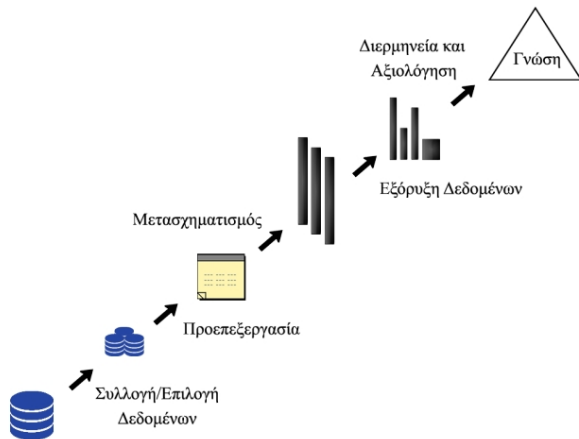 Διερμηνεία και
Αξιολόγηση
Γνώση
Εξόρυξη Δεδομένων
Μετασχηματισμός
Προεπεξεργασία
Συλλογή/Επιλογή
Δεδομένων